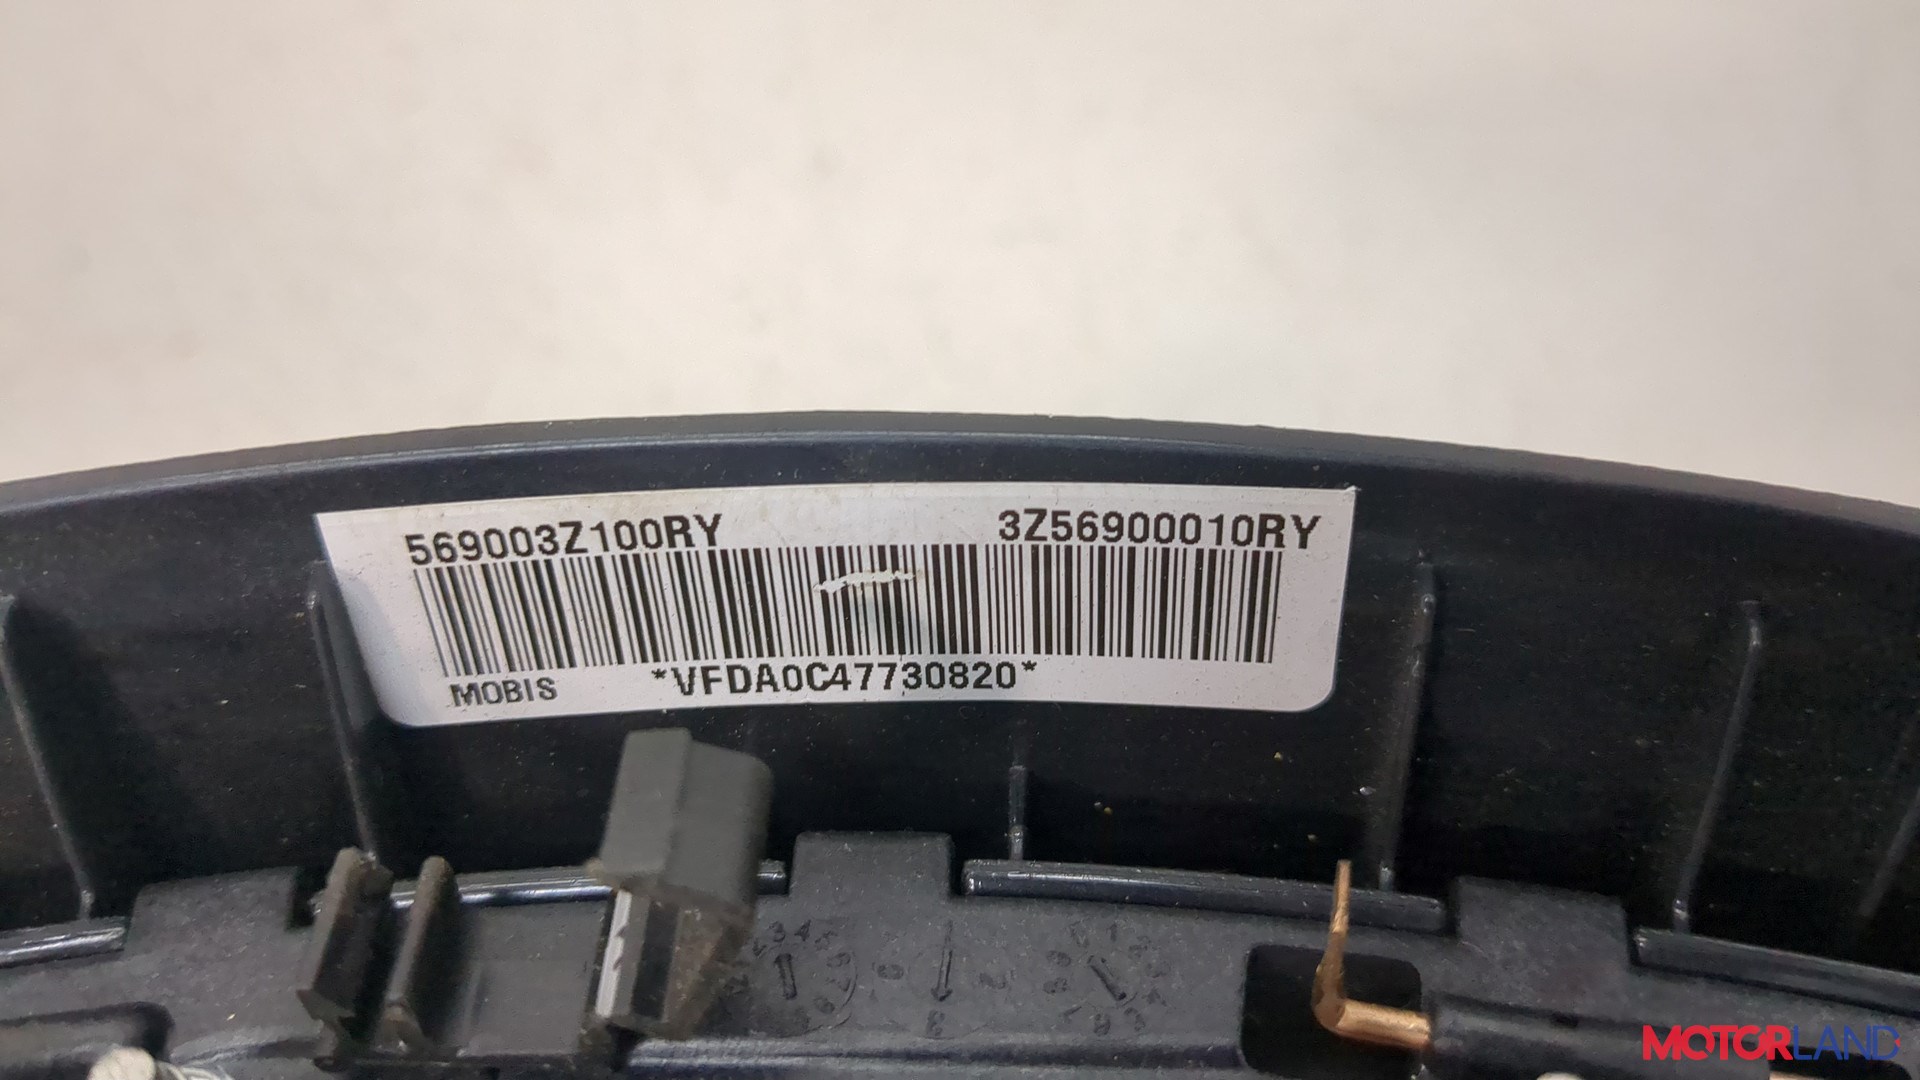 569003Z100RY 3Z56900010RY
MOBIS *VFDA0C47730820*
MOTORLAND